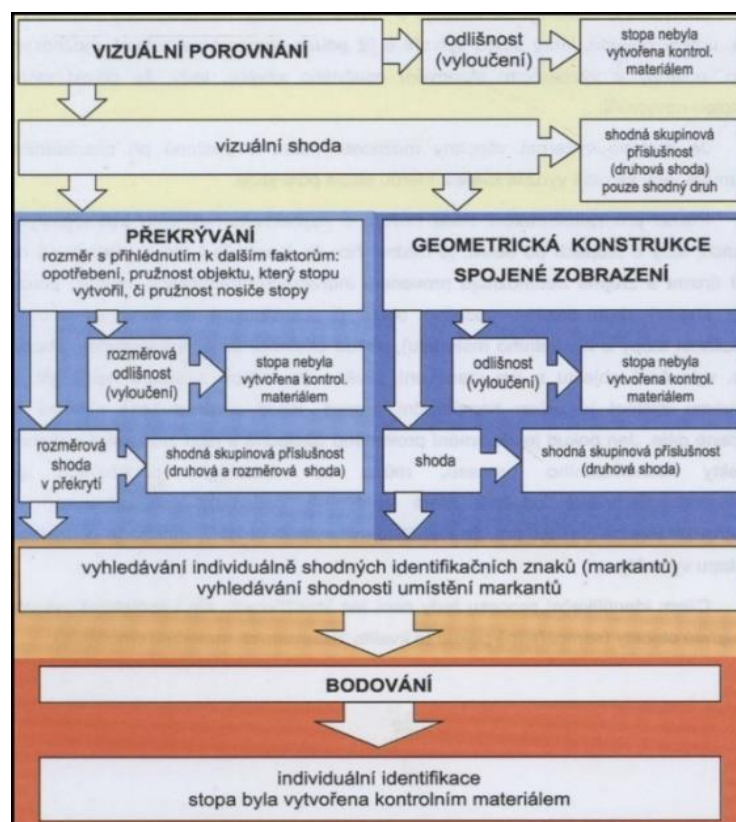 VIZUÁLNÍ POROVNÁNÍ
odlišnost
(vyloučení)
stopa nebyla
vytvořena kontrol.
materiálem
vizuální shoda
shodná skupinová
příslušnost
(druhová shoda)
pouze shodný druh
PŘEKRÝVÁNÍ
rozměr s přihlédnutím k dalším faktorům:
opotřebení, pružnost objektu, který stopu
vytvořil, či pružnost nosiče stopy
rozměrová
odlišnost
(vyloučení)
stopa nebyla
vytvořena kontrol.
materiálem
rozměrová
shoda
v překrytí
shodná skupinová příslušnost
(druhová a rozměrová shoda)
GEOMETRICKÁ KONSTRUKCE
SPOJENÉ ZOBRAZENÍ
odlišnost
(vyloučení)
stopa nebyla
vytvořena kontrol.
materiálem
shoda
shodná skupinová příslušnost
(druhová shoda)
vyhledávání individuálně shodných identifikačních znaků (markantů)
vyhledávání shodnosti umístění markantů
BODOVÁNÍ
individuální identifikace
stopa byla vytvořena kontrolním materiálem